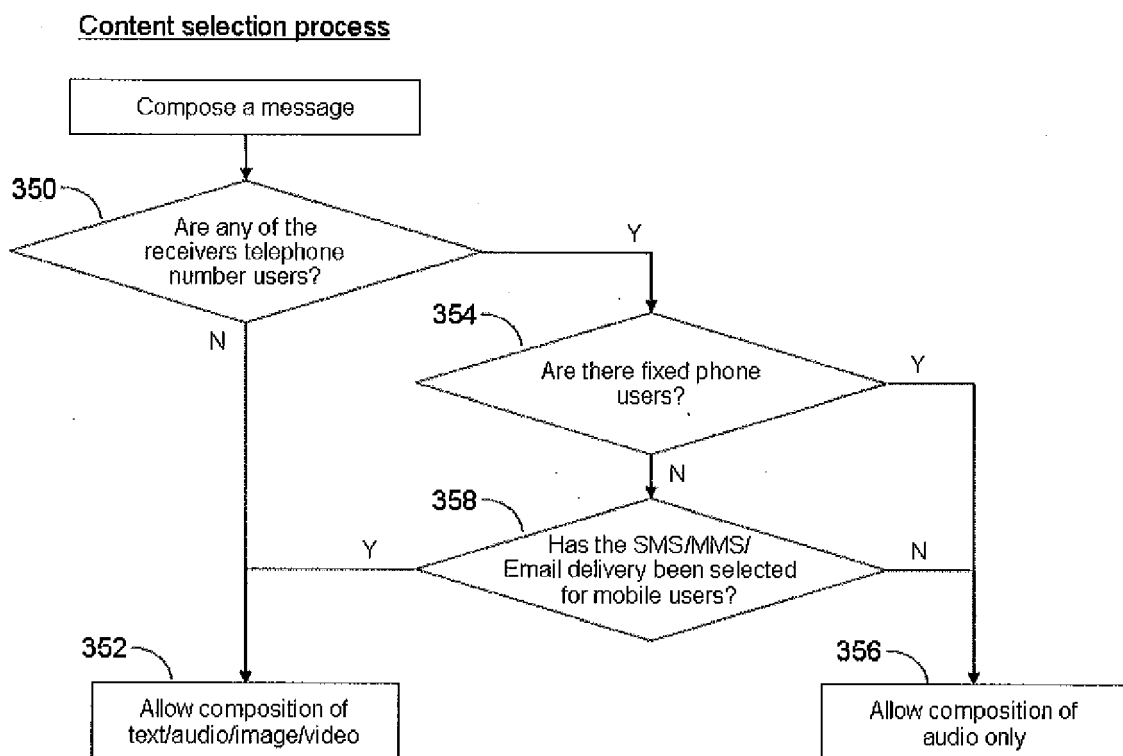 Content selection process
Compose a message
350
Are any of the
receivers telephone
number users?
Y
N
354
Are there fixed phone
users?
Y
N
358
Has the SMS/MMS/
Email delivery been selected
for mobile users?
Y
N
352
Allow composition of
text/audio/image/video
356
Allow composition of
audio only